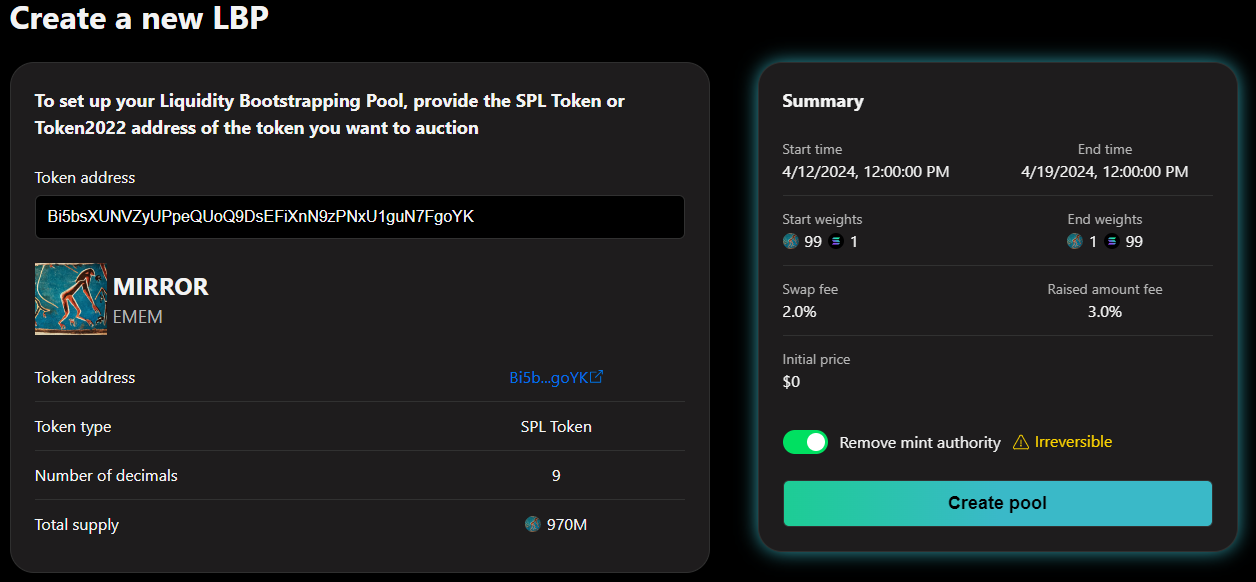 Create a new LBP
To set up your Liquidity Bootstrapping Pool, provide the SPL Token or
Token2022 address of the token you want to auction
Token address
Bi5bsXUNVZyUPpeQUoQ9DsEFiXnN9zPNxU1guN7FgoYK
MIRROR
EMEM
Token address
Bi5b...goYK
Token type
SPL Token
Number of decimals
9
Total supply
970M
Summary
Start time
End time
4/12/2024, 12:00:00 PM
4/19/2024, 12:00:00 PM
Start weights
End weights
99 1
1 99
Swap fee
Raised amount fee
2.0%
3.0%
Initial price
$0
Remove mint authority
Irreversible
Create pool